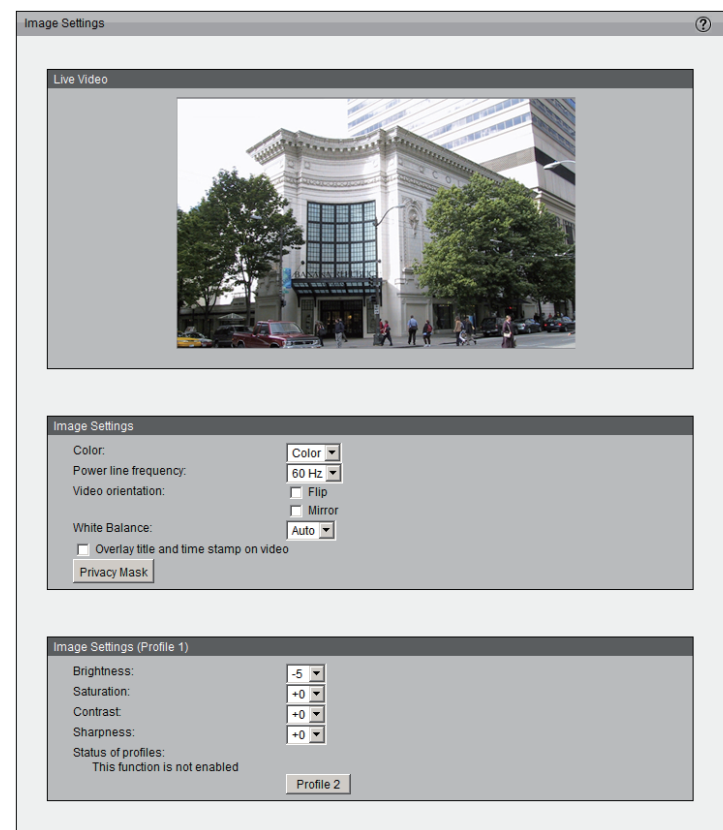 Image Settings
?
Live Video
Image Settings
Color:
Color
Power line frequency:
60 Hz
Video orientation:
Flip
Mirror
White Balance:
Auto
Overlay title and time stamp on video
Privacy Mask
Image Settings (Profile 1)
Brightness:
-5
Saturation:
+0
Contrast:
+0
Sharpness:
+0
Status of profiles:
This function is not enabled
Profile 2